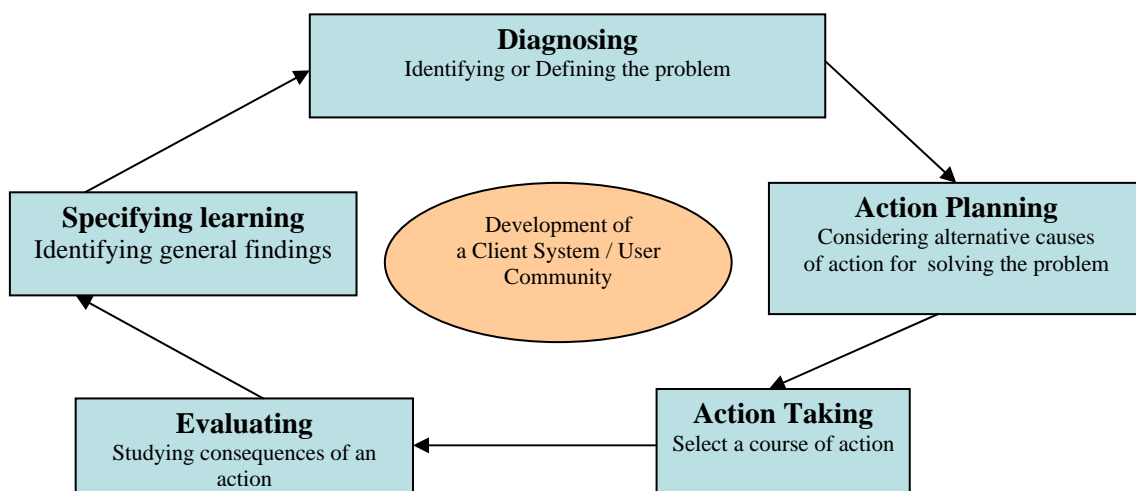 Diagnosing
Identifying or Defining the problem
Specifying learning
Identifying general findings
Development of
a Client System / User
Community
Action Planning
Considering alternative causes
of action for solving the problem
Evaluating
Studying consequences of an
action
Action Taking
Select a course of action